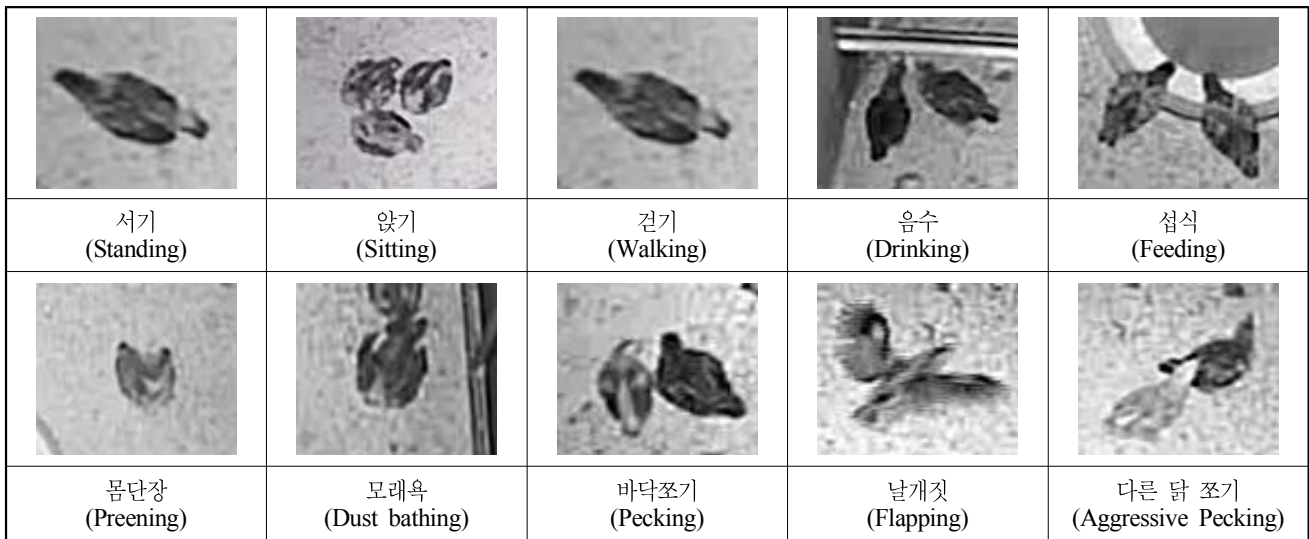 서기
(Standing)
앉기
(Sitting)
걷기
(Walking)
음수
(Drinking)
섭식
(Feeding)
몸단장
(Preening)
모래욕
(Dust bathing)
바닥쪼기
(Pecking)
날개짓
(Flapping)
다른 닭 쪼기
(Aggressive Pecking)